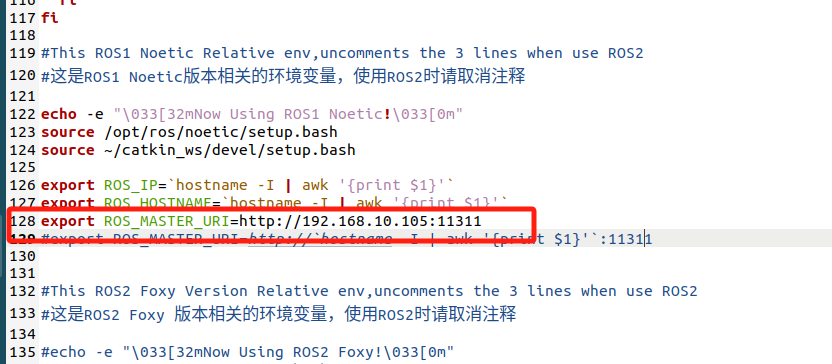 116   fi
117 fi
118
119 #This ROS1 Noetic Relative env,uncomments the 3 lines when use ROS2
120 #这是ROS1 Noetic版本相关的环境变量，使用ROS2时请取消注释
121
122 echo -e "\033[32mNow Using ROS1 Noetic!\033[0m"
123 source /opt/ros/noetic/setup.bash
124 source ~/catkin_ws/devel/setup.bash
125
126 export ROS_IP=`hostname -I | awk '{print $1}'`
127 export ROS_HOSTNAME=`hostname -I | awk '{print $1}'`
128 export ROS_MASTER_URI=http://192.168.10.105:11311
129 #export ROS_MASTER_URI=http://`hostname -I | awk '{print $1}'`:11311
130
131
132 #This ROS2 Foxy Version Relative env,uncomments the 3 lines when use ROS2
133 #这是ROS2 Foxy 版本相关的环境变量，使用ROS2时请取消注释
134
135 #echo -e "\033[32mNow Using ROS2 Foxy!\033[0m"